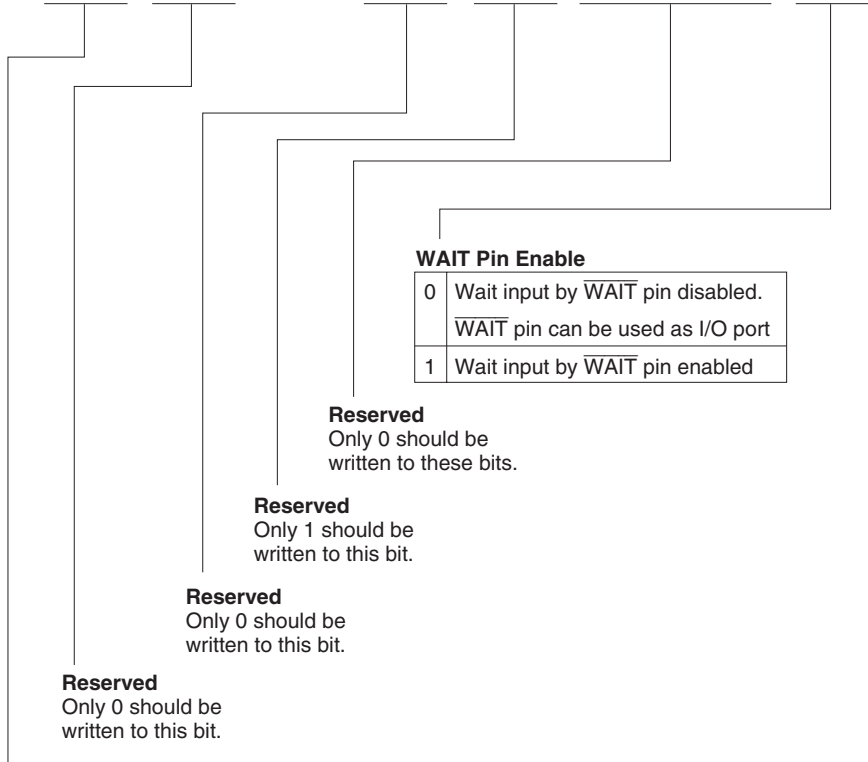 WAIT Pin Enable
0 Wait input by W̅A̅I̅T̅ pin disabled.
W̅A̅I̅T̅ pin can be used as I/O port
1 Wait input by W̅A̅I̅T̅ pin enabled
Reserved
Only 0 should be
written to these bits.
Reserved
Only 1 should be
written to this bit.
Reserved
Only 0 should be
written to this bit.
Reserved
Only 0 should be
written to this bit.